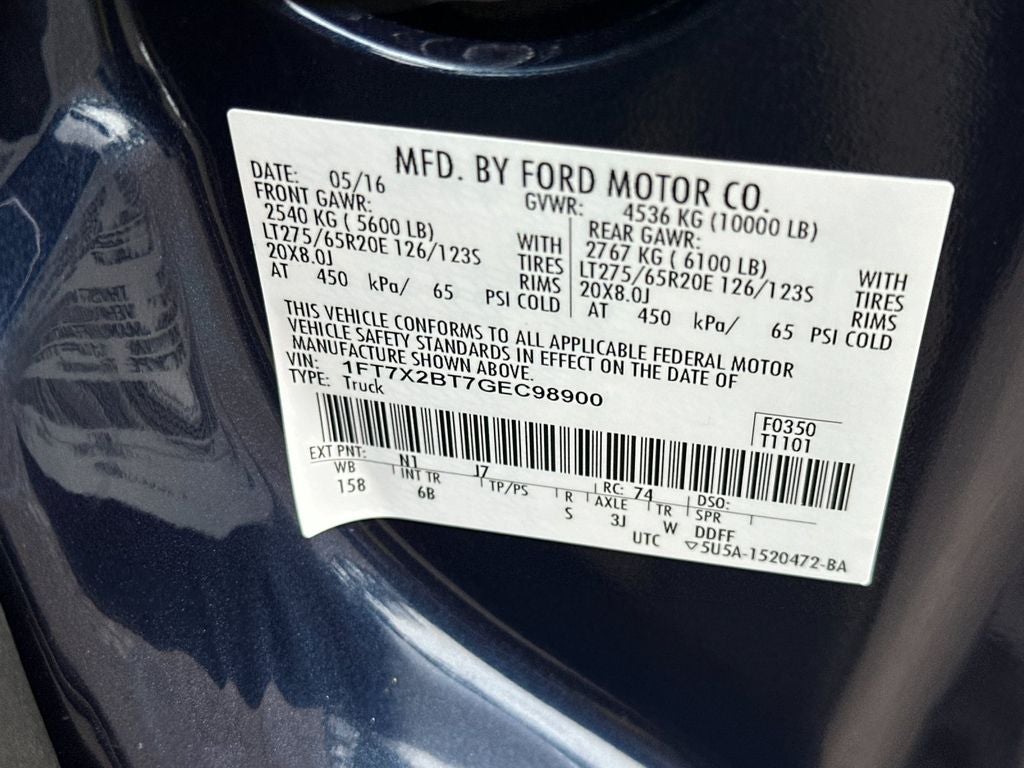 MFD. BY FORD MOTOR CO.
DATE: 05/16 GVWR: 4536 KG (10000 LB)
FRONT GAWR: REAR GAWR:
2540 KG ( 5600 LB) WITH 2767 KG ( 6100 LB) WITH
LT275/65R20E 126/123S TIRES LT275/65R20E 126/123S TIRES
20X8.0J RIMS 20X8.0J RIMS
AT 450 kPa/ 65 PSI COLD AT 450 kPa/ 65 PSI COLD
THIS VEHICLE CONFORMS TO ALL APPLICABLE FEDERAL MOTOR
VEHICLE SAFETY STANDARDS IN EFFECT ON THE DATE OF
MANUFACTURE SHOWN ABOVE.
VIN: 1FT7X2BT7GEC98900
TYPE: Truck
F0350
T1101
EXT PNT: N1 J7 RC: 74 DSO:
WB INT TR TP/PS R AXLE TR SPR
158 6B S 3J W DDFF
UTC ▽5U5A-1520472-BA